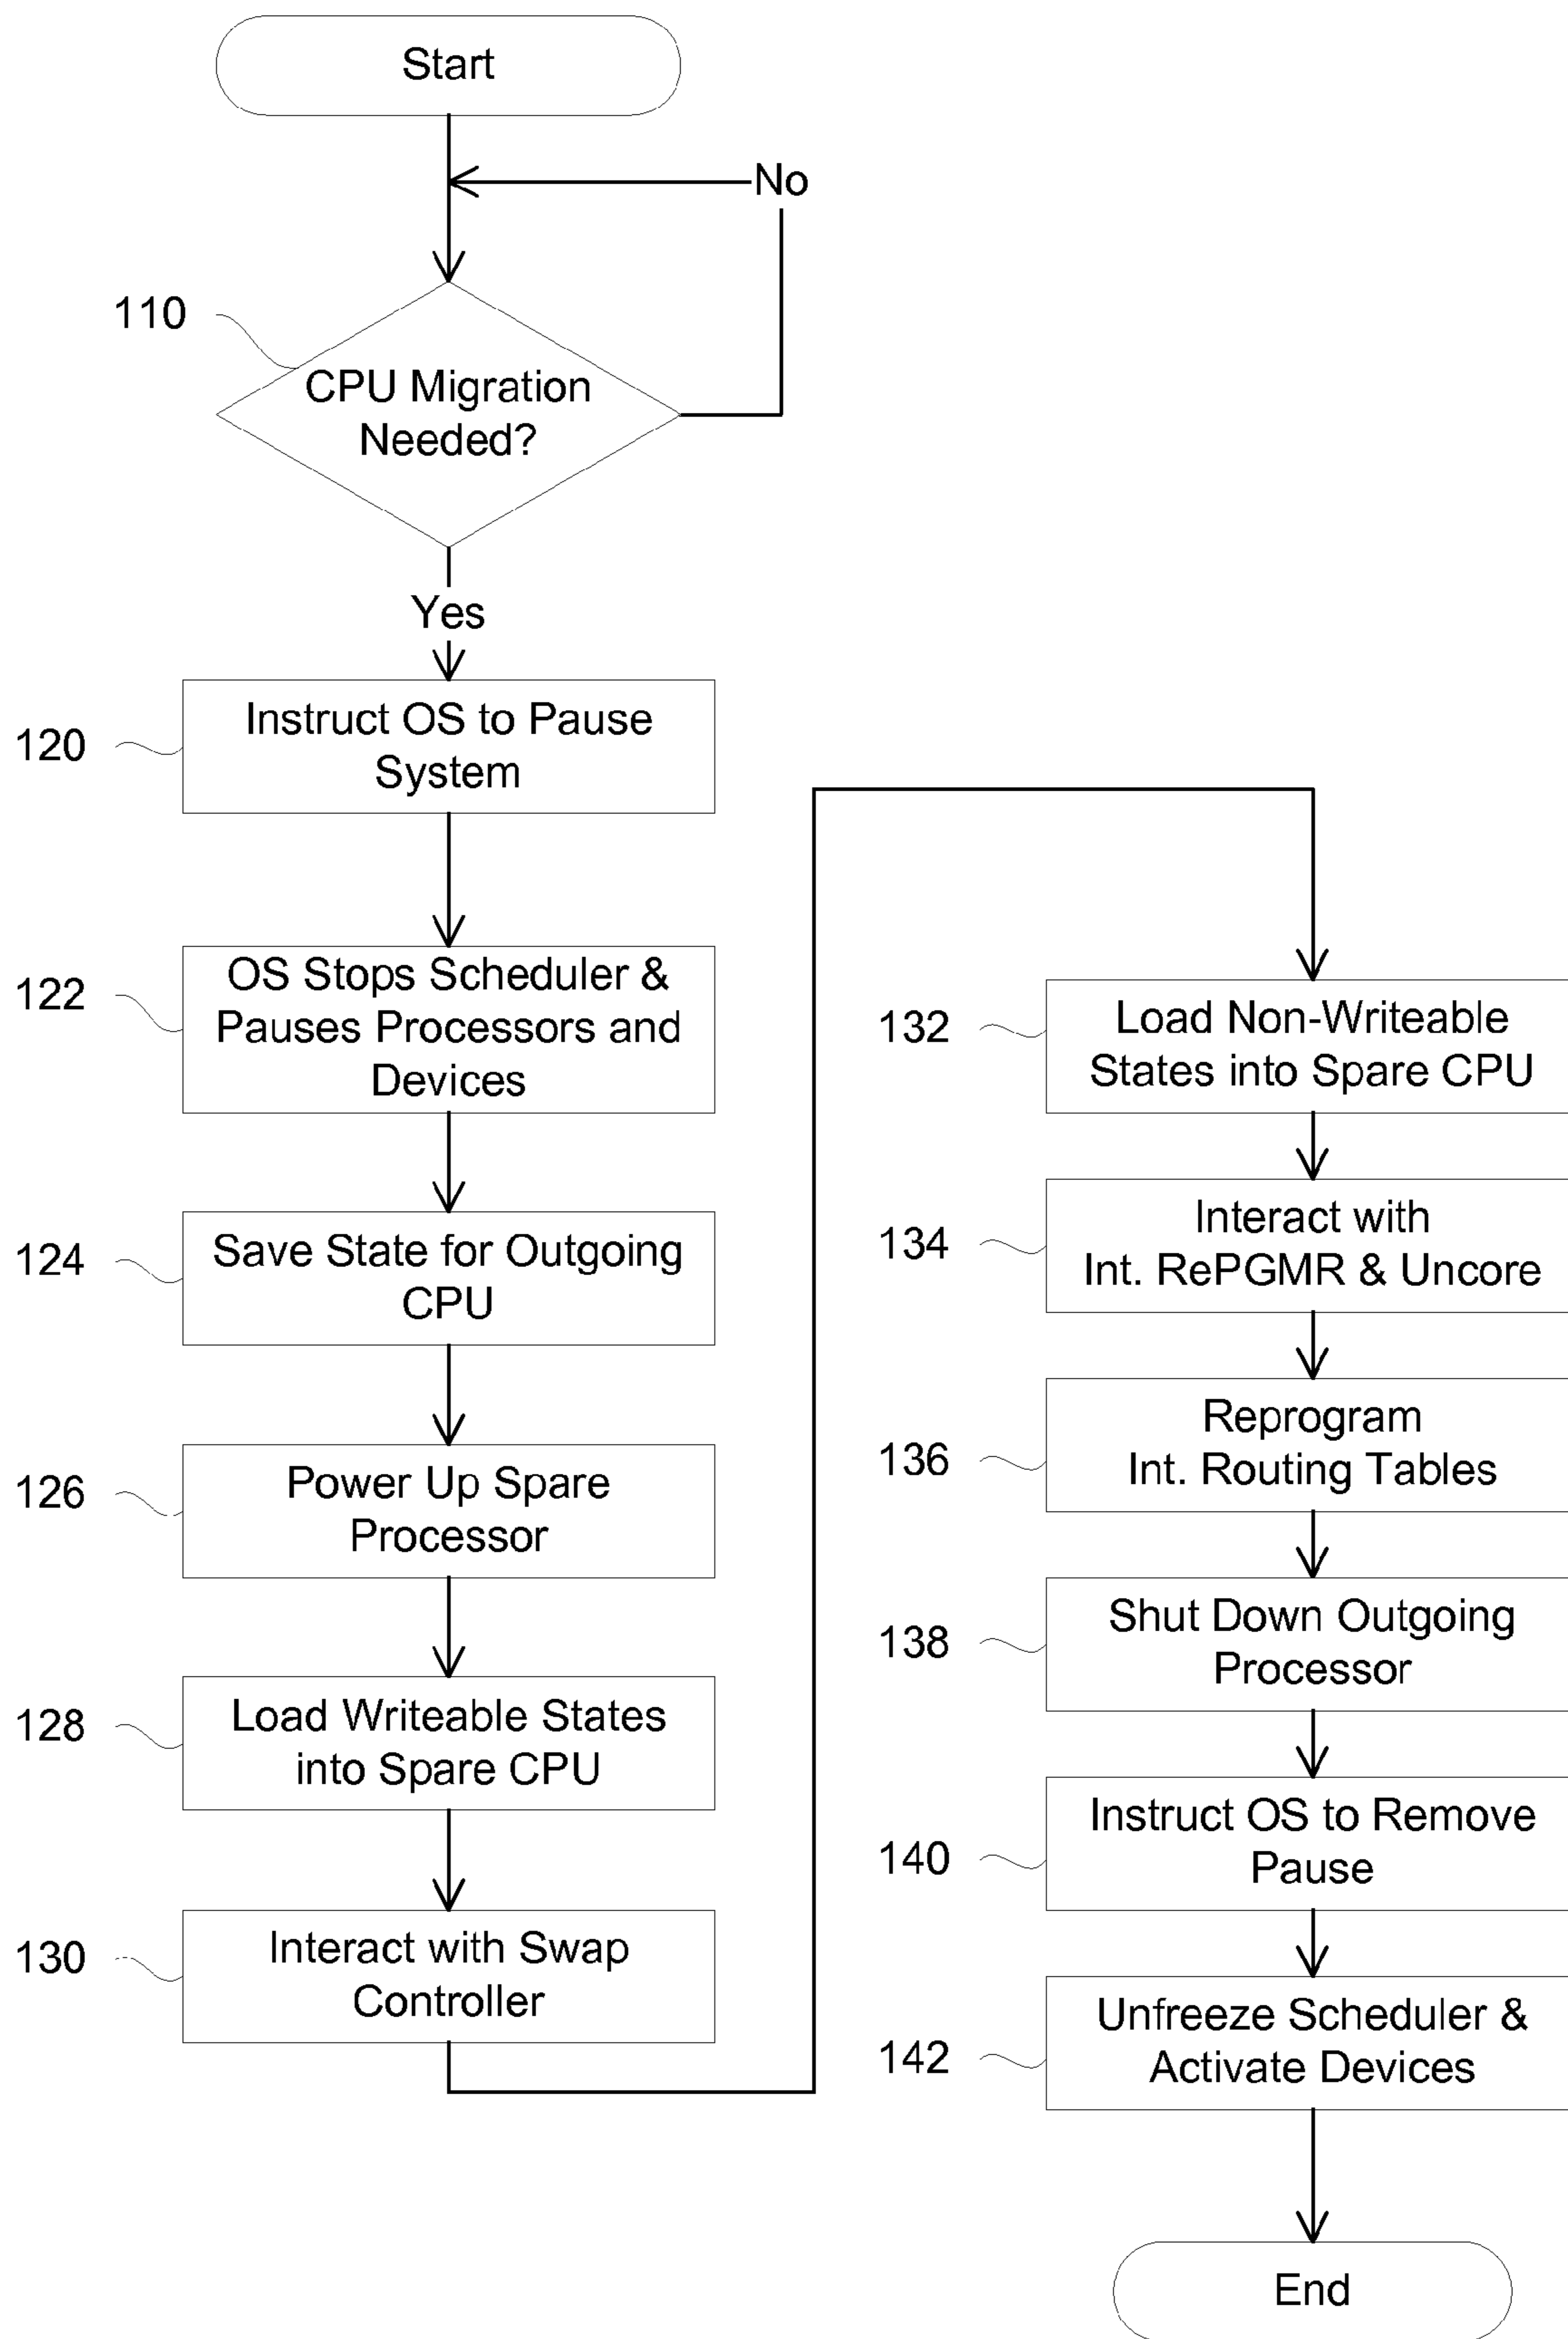 Start
No
110
CPU Migration
Needed?
Yes
120
Instruct OS to Pause
System
122
OS Stops Scheduler &
Pauses Processors and
Devices
124
Save State for Outgoing
CPU
126
Power Up Spare
Processor
128
Load Writeable States
into Spare CPU
130
Interact with Swap
Controller
132
Load Non-Writeable
States into Spare CPU
134
Interact with
Int. RePGMR & Uncore
136
Reprogram
Int. Routing Tables
138
Shut Down Outgoing
Processor
140
Instruct OS to Remove
Pause
142
Unfreeze Scheduler &
Activate Devices
End